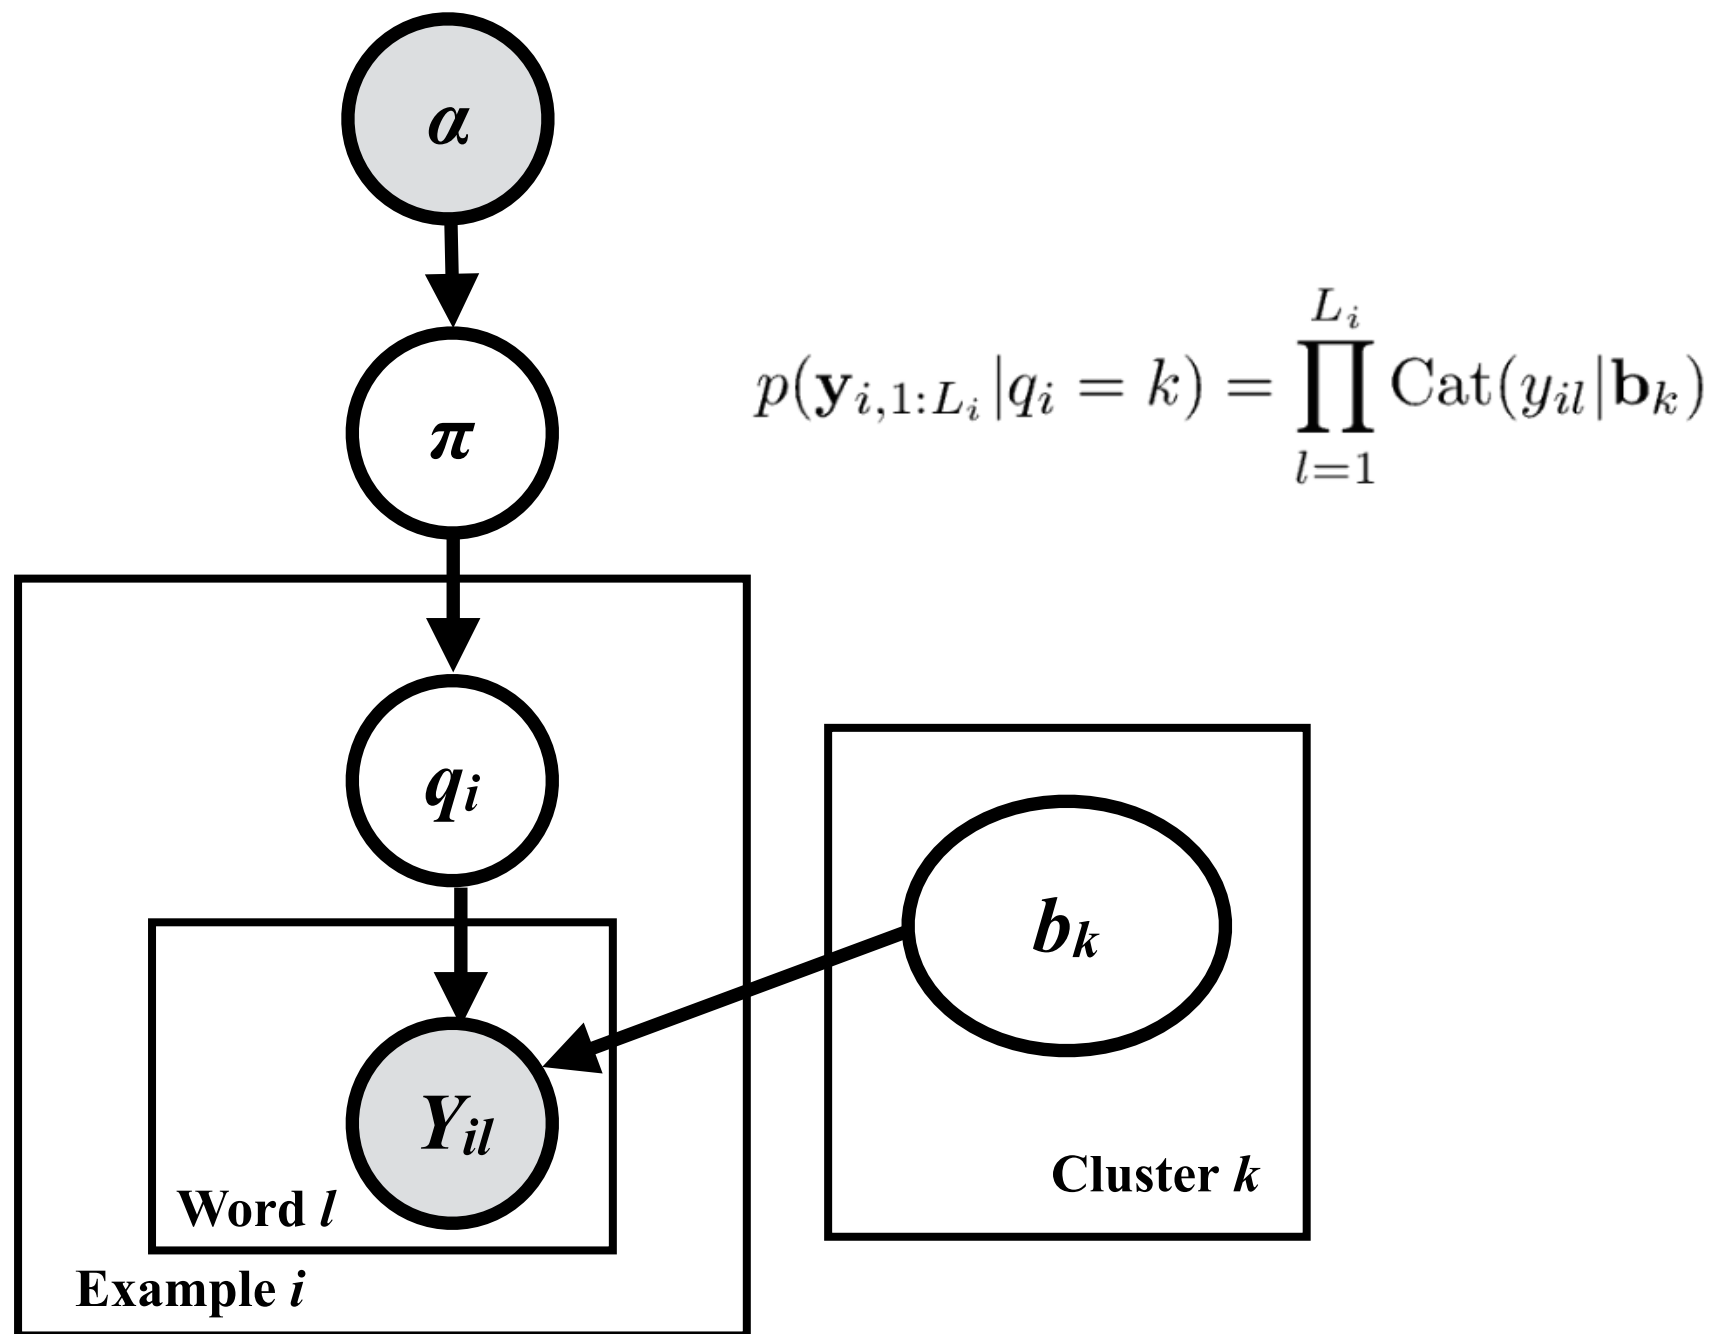 α
π
p(𝐲_{i,1:L_i}|q_i = k) = ∏_{l=1}^{L_i} Cat(y_{il}|𝐛_k)
q_i
b_k
Y_{il}
Cluster k
Word l
Example i